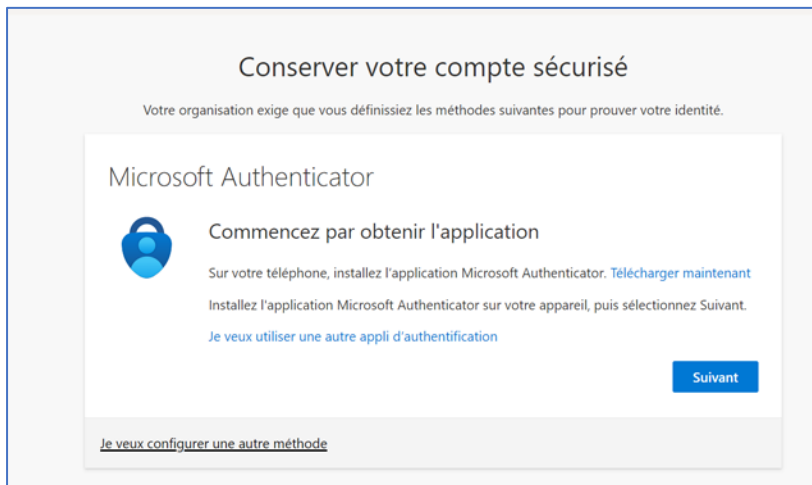 Conserver votre compte sécurisé
Votre organisation exige que vous définissiez les méthodes suivantes pour prouver votre identité.
Microsoft Authenticator
Commencez par obtenir l'application
Sur votre téléphone, installez l'application Microsoft Authenticator. Télécharger maintenant
Installez l'application Microsoft Authenticator sur votre appareil, puis sélectionnez Suivant.
Je veux utiliser une autre appli d'authentification
Suivant
Je veux configurer une autre méthode